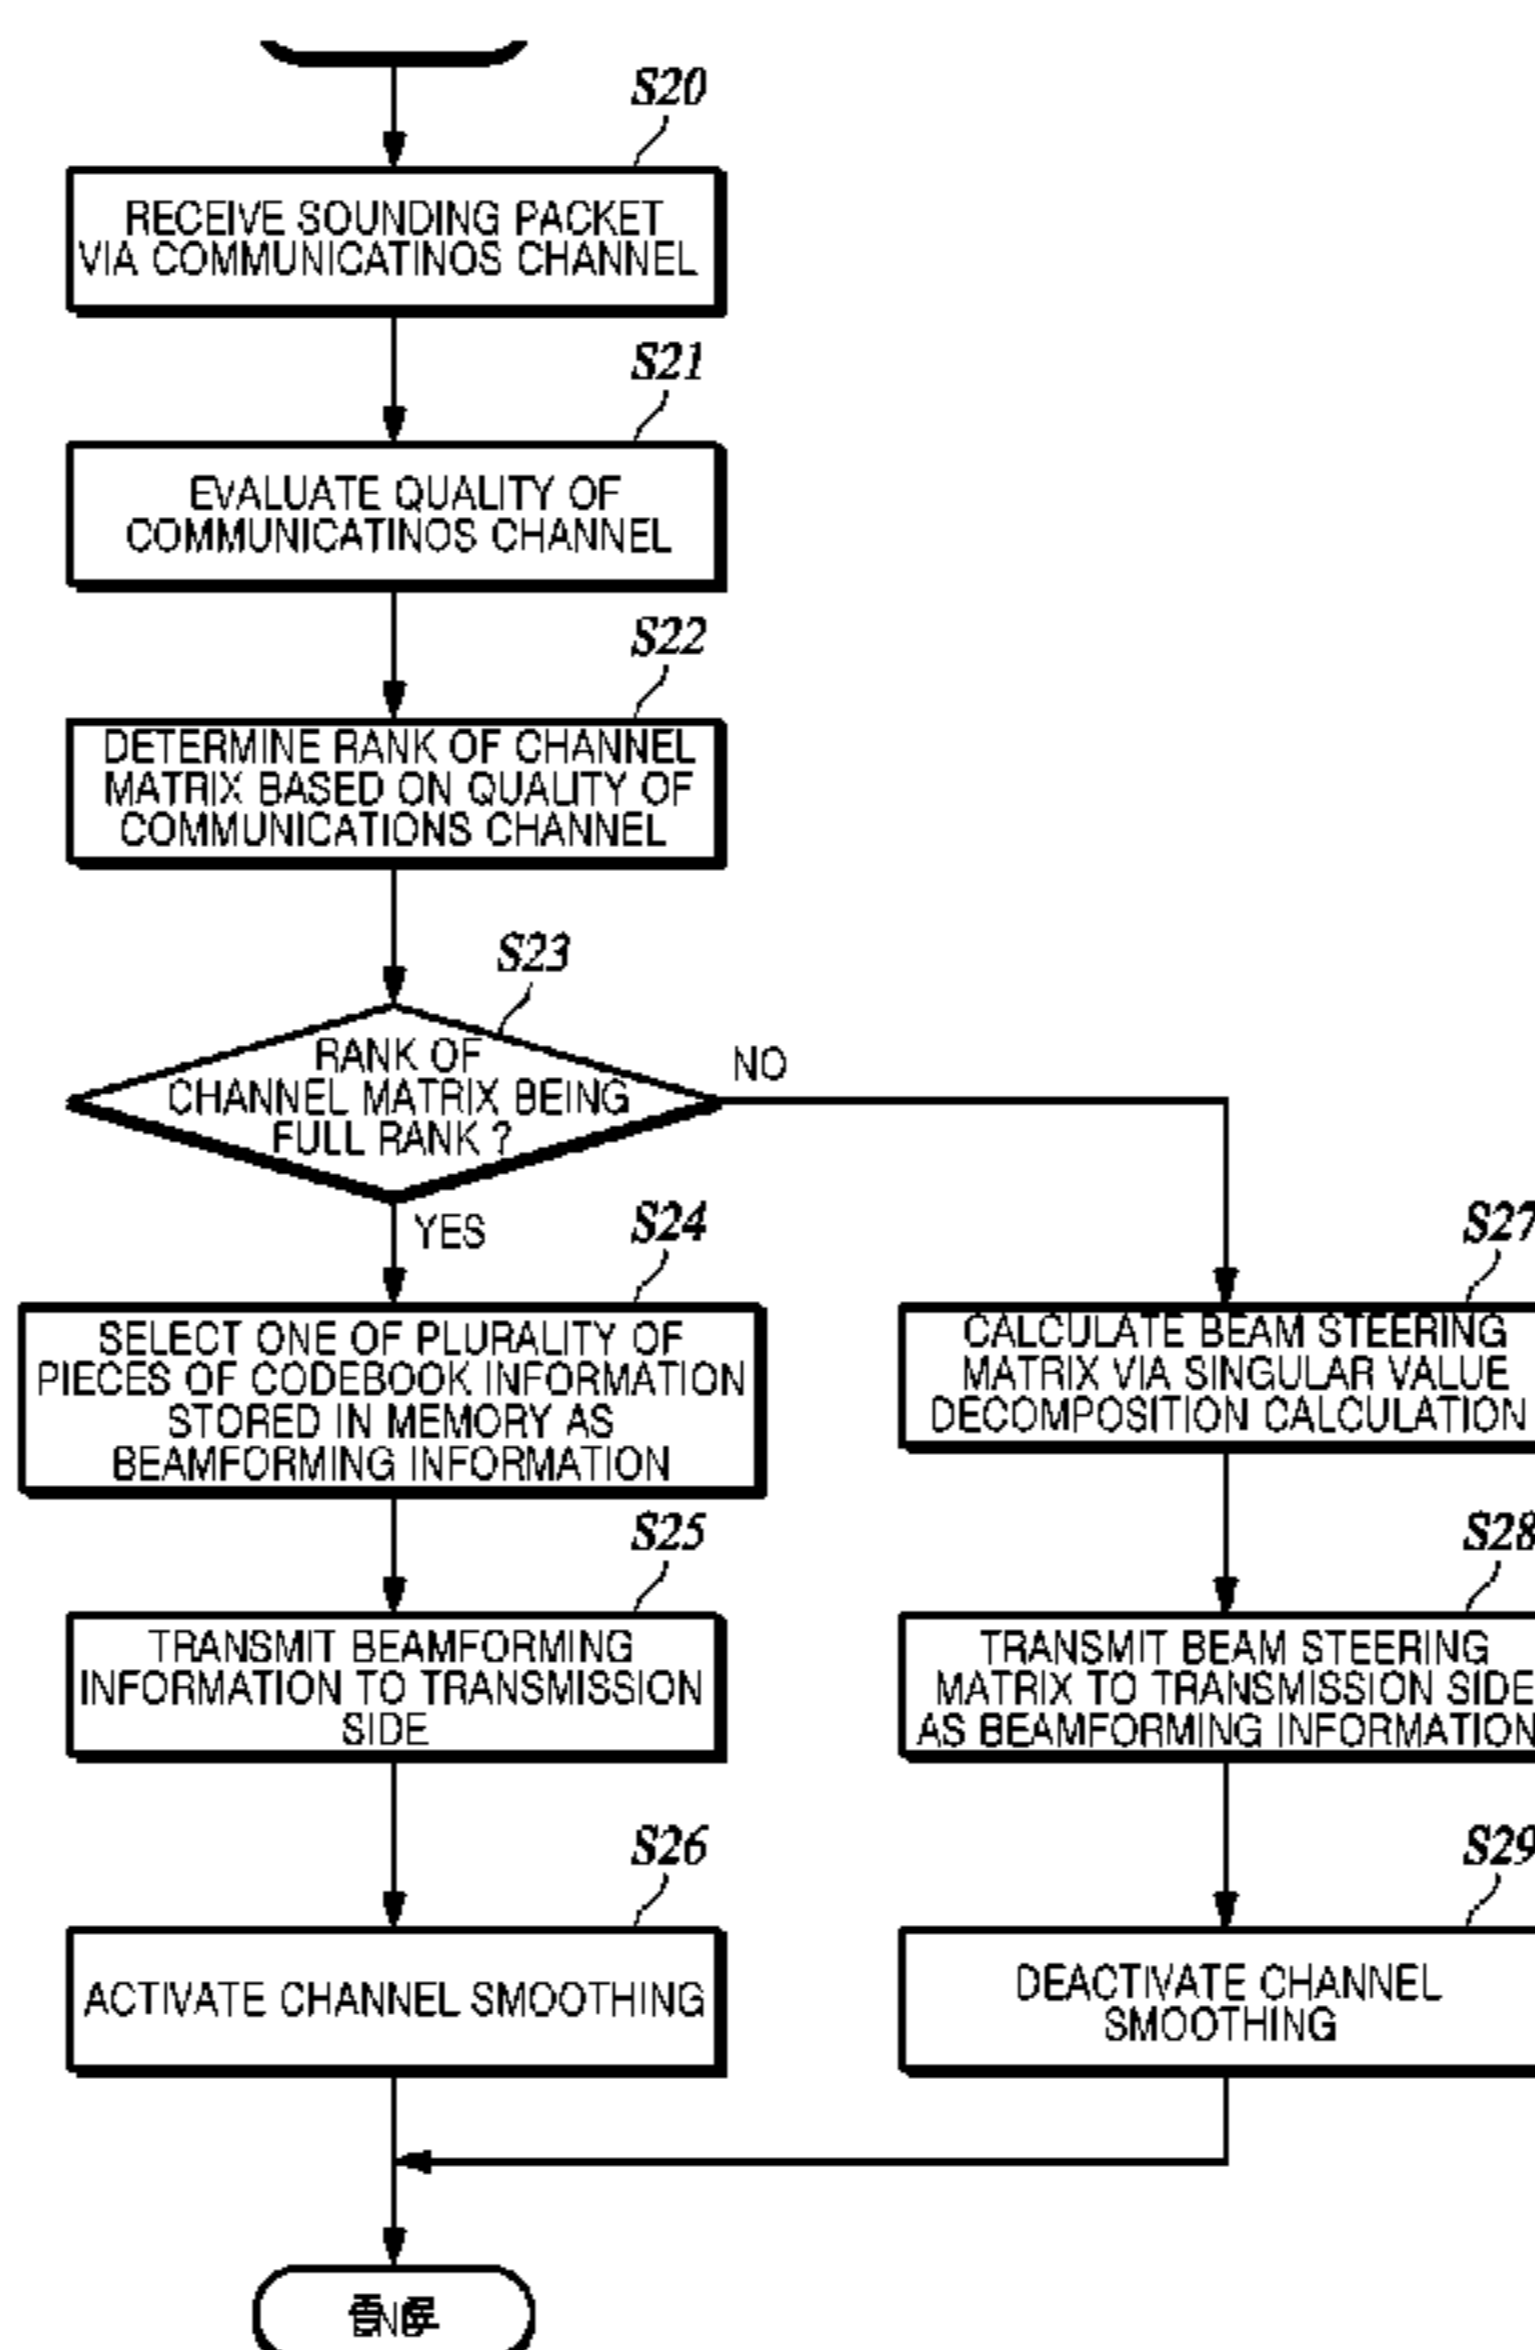 S20
RECEIVE SOUNDING PACKET
VIA COMMUNICATINOS CHANNEL
S21
EVALUATE QUALITY OF
COMMUNICATINOS CHANNEL
S22
DETERMINE RANK OF CHANNEL
MATRIX BASED ON QUALITY OF
COMMUNICATIONS CHANNEL
S23
RANK OF
CHANNEL MATRIX BEING
FULL RANK ?
NO
YES
S24
SELECT ONE OF PLURALITY OF
PIECES OF CODEBOOK INFORMATION
STORED IN MEMORY AS
BEAMFORMING INFORMATION
S25
TRANSMIT BEAMFORMING
INFORMATION TO TRANSMISSION
SIDE
S26
ACTIVATE CHANNEL SMOOTHING
S27
CALCULATE BEAM STEERING
MATRIX VIA SINGULAR VALUE
DECOMPOSITION CALCULATION
S28
TRANSMIT BEAM STEERING
MATRIX TO TRANSMISSION SIDE
AS BEAMFORMING INFORMATION
S29
DEACTIVATE CHANNEL
SMOOTHING